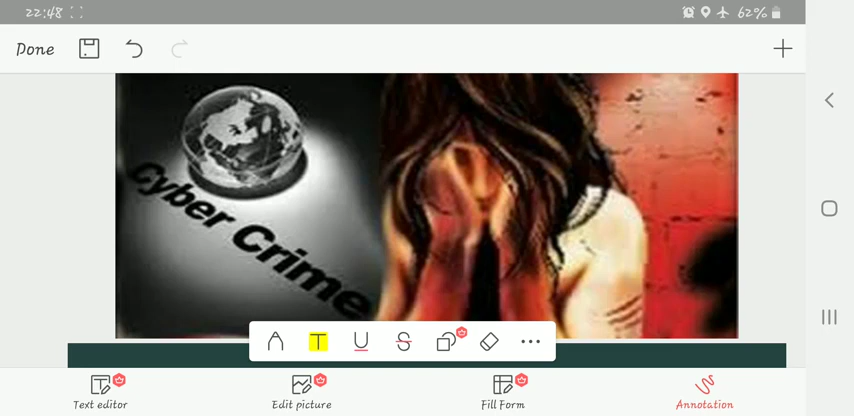 22:48
62%
Done
Cyber Crime
T U S
Text editor
Edit picture
Fill Form
Annotation